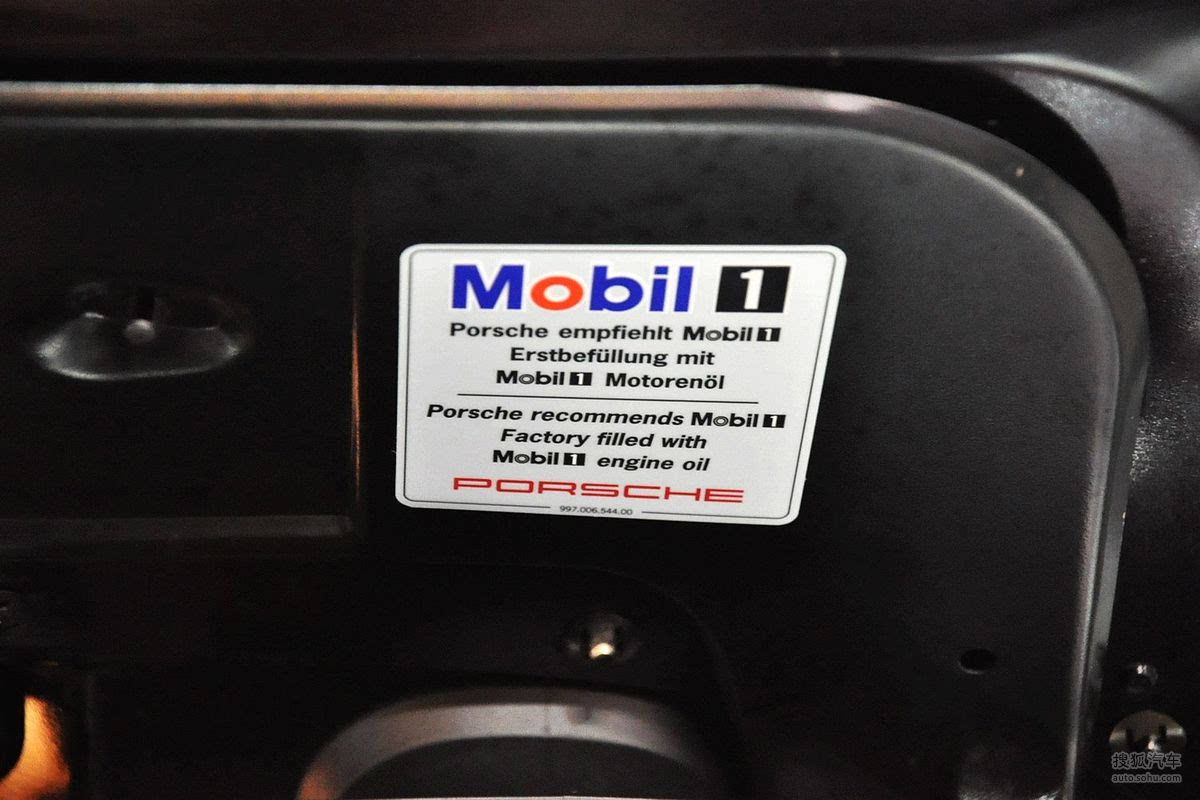 Mobil 1
Porsche empfiehlt Mobil 1
Erstbefüllung mit
Mobil 1 Motorenöl
Porsche recommends Mobil 1
Factory filled with
Mobil 1 engine oil
PORSCHE
997.006.544.00
搜狐汽车
auto.sohu.com